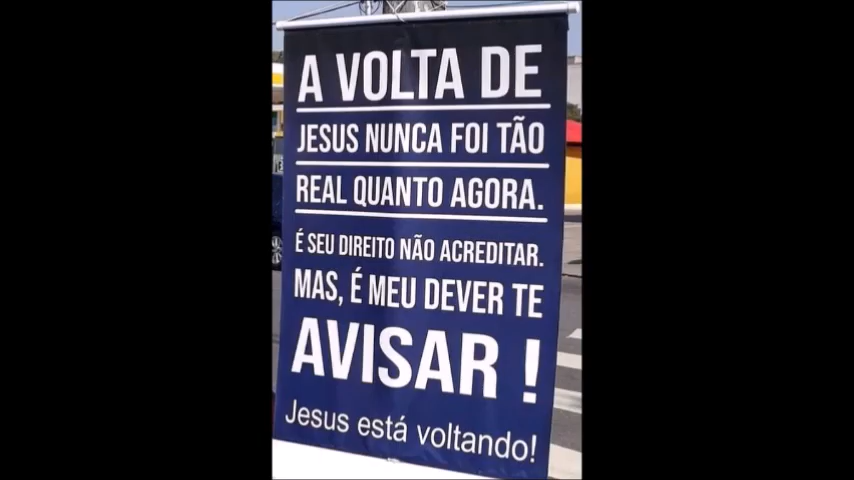 A VOLTA DE
JESUS NUNCA FOI TÃO
REAL QUANTO AGORA.
É SEU DIREITO NÃO ACREDITAR.
MAS, É MEU DEVER TE
AVISAR !
Jesus está voltando!